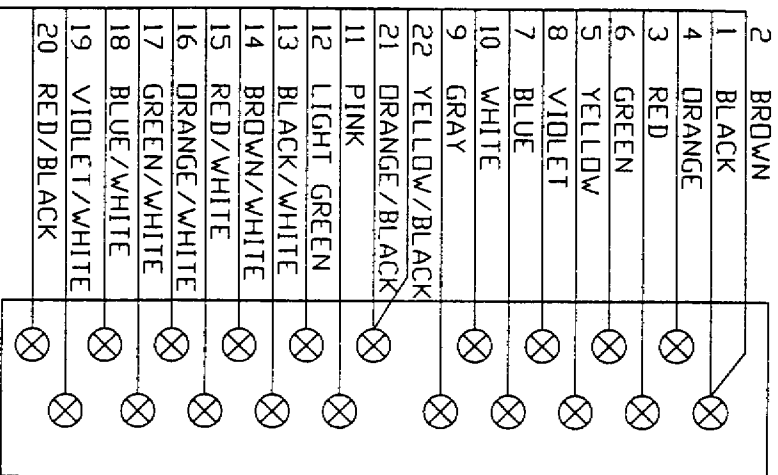 2 BROWN
1 BLACK
4 ORANGE
3 RED
6 GREEN
5 YELLOW
8 VIOLET
7 BLUE
10 WHITE
9 GRAY
22 YELLOW/BLACK
21 ORANGE/BLACK
11 PINK
12 LIGHT GREEN
13 BLACK/WHITE
14 BROWN/WHITE
15 RED/WHITE
16 ORANGE/WHITE
17 GREEN/WHITE
18 BLUE/WHITE
19 VIOLET/WHITE
20 RED/BLACK